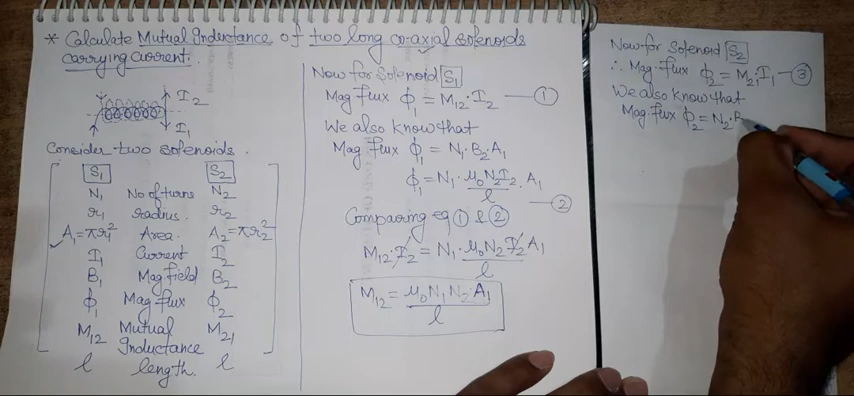 * Calculate Mutual Inductance of two long co-axial solenoids
carrying current.
I2
I1
Consider two solenoids.
S1 S2
N1 No of turns N2
r1 radius. r2
A1 = πr1² Area. A2 = πr2²
I1 Current I2
B1 Mag field B2
ϕ1 Mag flux ϕ2
M12 Mutual Inductance M21
l length. l
Now for Solenoid S1
Mag flux ϕ1 = M12·I2 — ①
We also know that
Mag flux ϕ1 = N1·B2·A1
ϕ1 = N1·μ0N2I2/l·A1 — ②
Comparing eq ① & ②
M12·I2 = N1·μ0N2I2/l A1
M12 = μ0N1N2·A1/l
Now for Solenoid S2
∴ Mag flux ϕ2 = M21·I1 — ③
We also know that
Mag flux ϕ2 = N2·B